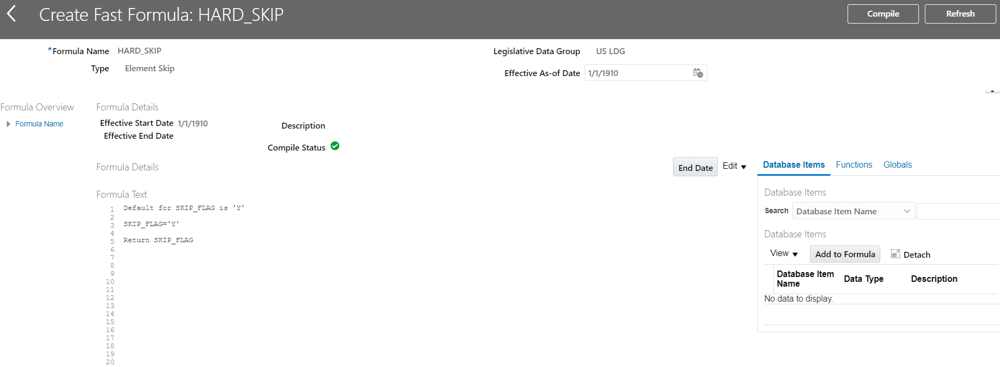 Create Fast Formula: HARD_SKIP
Compile
Refresh
*Formula Name HARD_SKIP
Type Element Skip
Legislative Data Group US LDG
Effective As-of Date 1/1/1910
Formula Overview
Formula Name
Formula Details
Effective Start Date 1/1/1910
Effective End Date
Description
Compile Status
Formula Details
End Date
Edit
Formula Text
1 Default for SKIP_FLAG is 'Y'
2
3 SKIP_FLAG='Y'
4
5 Return SKIP_FLAG
6
7
8
9
10
11
12
13
14
15
16
17
18
19
20
Database Items Functions Globals
Database Items
Search Database Item Name
Database Items
View Add to Formula Detach
Database Item Name Data Type Description
No data to display.